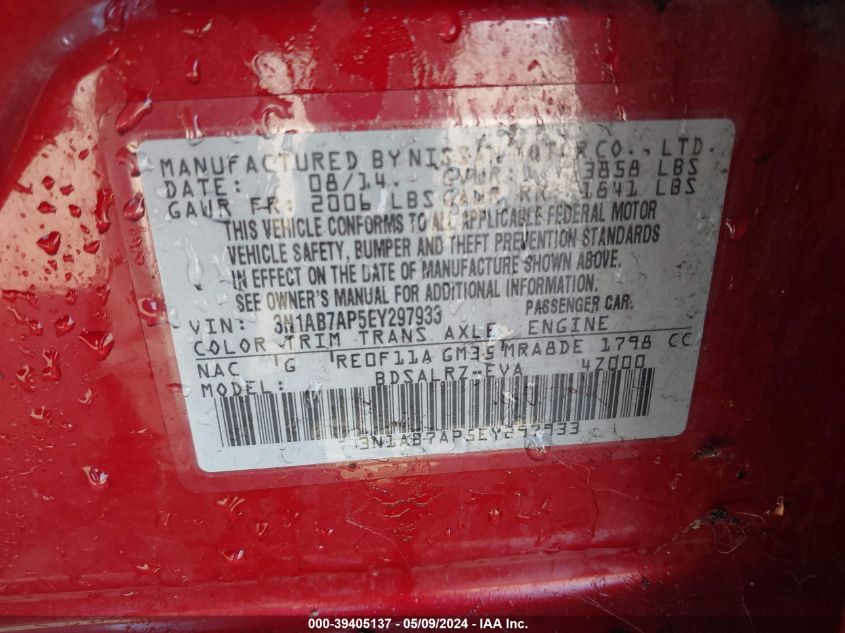 MANUFACTURED BY NISSAN MOTOR CO., LTD.
DATE: 08/14. 3858 LBS
GAWR FR: 2006 LBS GAWR RR: 1841 LBS
THIS VEHICLE CONFORMS TO ALL APPLICABLE FEDERAL MOTOR
VEHICLE SAFETY, BUMPER AND THEFT PREVENTION STANDARDS
IN EFFECT ON THE DATE OF MANUFACTURE SHOWN ABOVE.
SEE OWNER'S MANUAL FOR ADDITIONAL INFORMATION.
VIN: 3N1AB7AP5EY297933 PASSENGER CAR.
COLOR TRIM TRANS AXLE ENGINE
NAC G RE0F11A GM35 MRA8DE 1798 CC
MODEL: BDSALRZ-EVA 4Z000
3N1AB7AP5EY297933
000-39405137 - 05/09/2024 - IAA Inc.